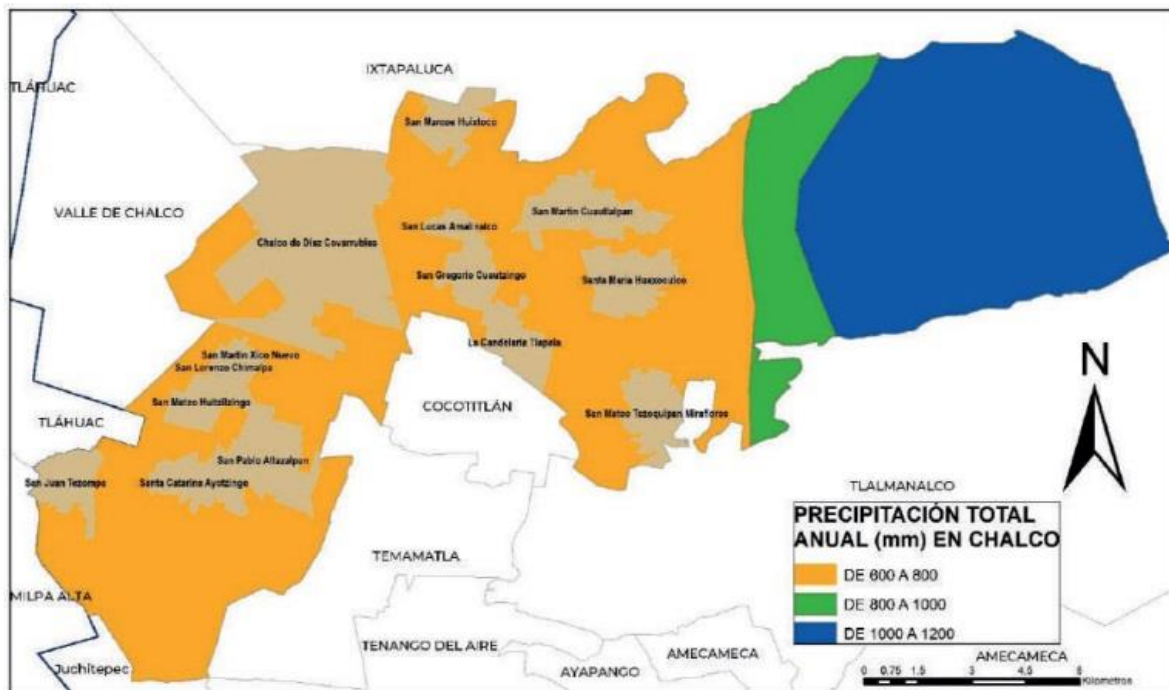 IXTAPALUCA
TLÁHUAC
San Marcos Huixtoco
VALLE DE CHALCO
San Martin Cuautlalpan
San Lucas Amalinalco
Chalco de Díaz Covarrubias
San Gregorio Cuautzingo
Santa María Huexoculco
La Candelaria Tlapala
San Martin Xico Nuevo
San Lorenzo Chimalpa
San Mateo Huitzilzingo
COCOTITLÁN
N
San Mateo Tezoquipan Miraflores
TLÁHUAC
San Pablo Atlazalpan
San Juan Tezompa
Santa Catarina Ayotzingo
TLALMANALCO
PRECIPITACIÓN TOTAL
ANUAL (mm) EN CHALCO
DE 600 A 800
DE 800 A 1000
DE 1000 A 1200
TEMAMATLA
MILPA ALTA
TENANGO DEL AIRE
AMECAMECA
AMECAMECA
Juchitepec
AYAPANGO
0 0.75 1.5 3 4.5 6
Kilometros